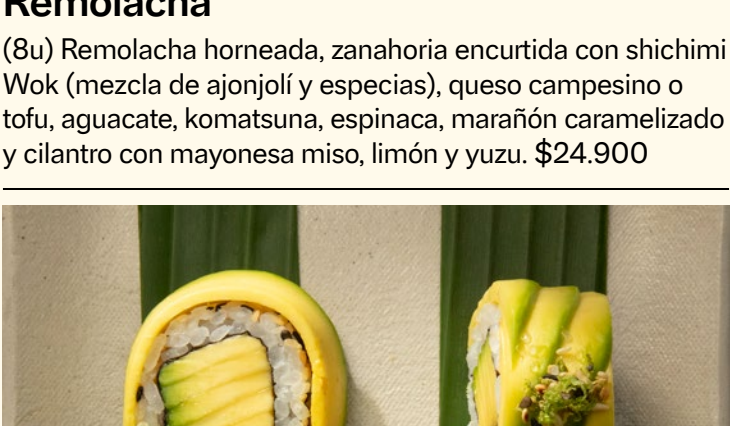 Remolacha
(8u) Remolacha horneada, zanahoria encurtida con shichimi
Wok (mezcla de ajonjolí y especias), queso campesino o
tofu, aguacate, komatsuna, espinaca, marañón caramelizado
y cilantro con mayonesa miso, limón y yuzu. $24.900